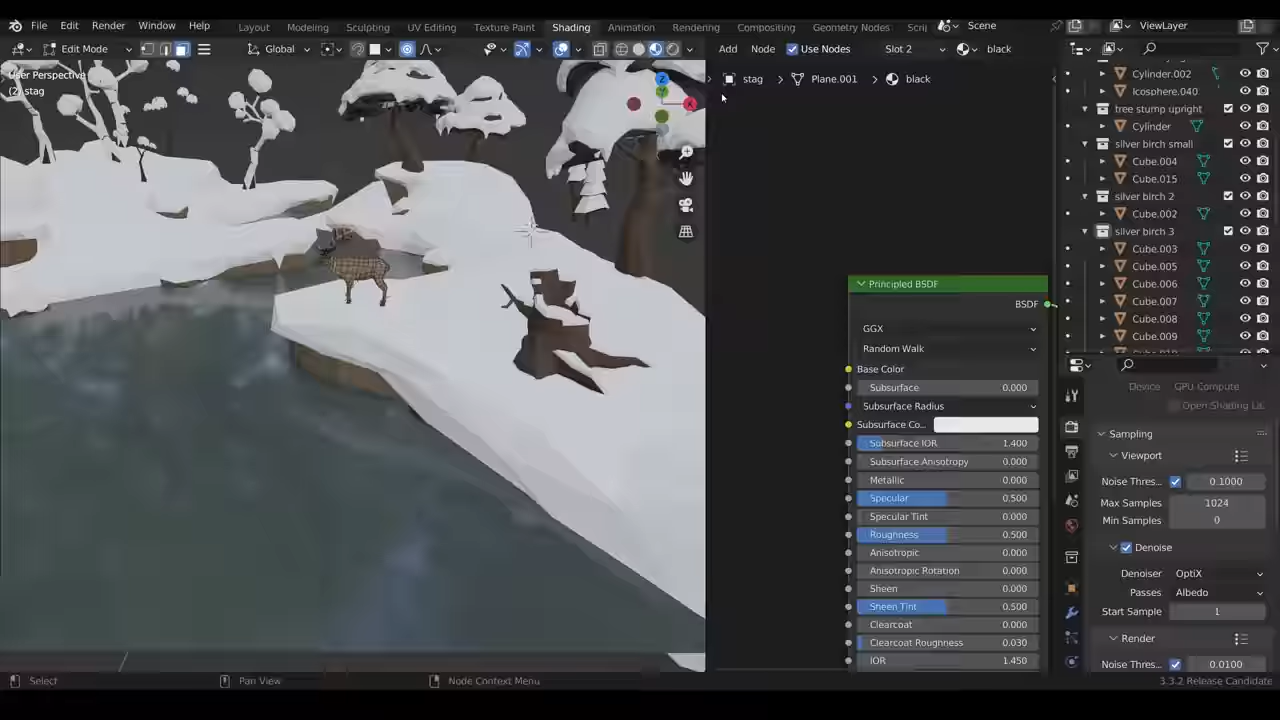 File Edit Render Window Help Layout Modeling Sculpting UV Editing Texture Paint Shading Animation Rendering Compositing Geometry Nodes Scri Scene ViewLayer
Edit Mode Global Add Node Use Nodes Slot 2 black
User Perspective
(2) stag
stag Plane.001 black
Cylinder.002
Icosphere.040
tree stump upright
Cylinder
silver birch small
Cube.004
Cube.015
silver birch 2
Cube.002
silver birch 3
Cube.003
Cube.005
Cube.006
Cube.007
Cube.008
Cube.009
Principled BSDF
BSDF
GGX
Random Walk
Base Color
Subsurface 0.000
Subsurface Radius
Subsurface Co...
Subsurface IOR 1.400
Subsurface Anisotropy 0.000
Metallic 0.000
Specular 0.500
Specular Tint 0.000
Roughness 0.500
Anisotropic 0.000
Anisotropic Rotation 0.000
Sheen 0.000
Sheen Tint 0.500
Clearcoat 0.000
Clearcoat Roughness 0.030
IOR 1.450
Device GPU Compute
Open Shading La..
Sampling
Viewport
Noise Thres... 0.1000
Max Samples 1024
Min Samples 0
Denoise
Denoiser OptiX
Passes Albedo
Start Sample 1
Render
Noise Thres... 0.0100
Select Pan View Node Context Menu 3.3.2 Release Candidate